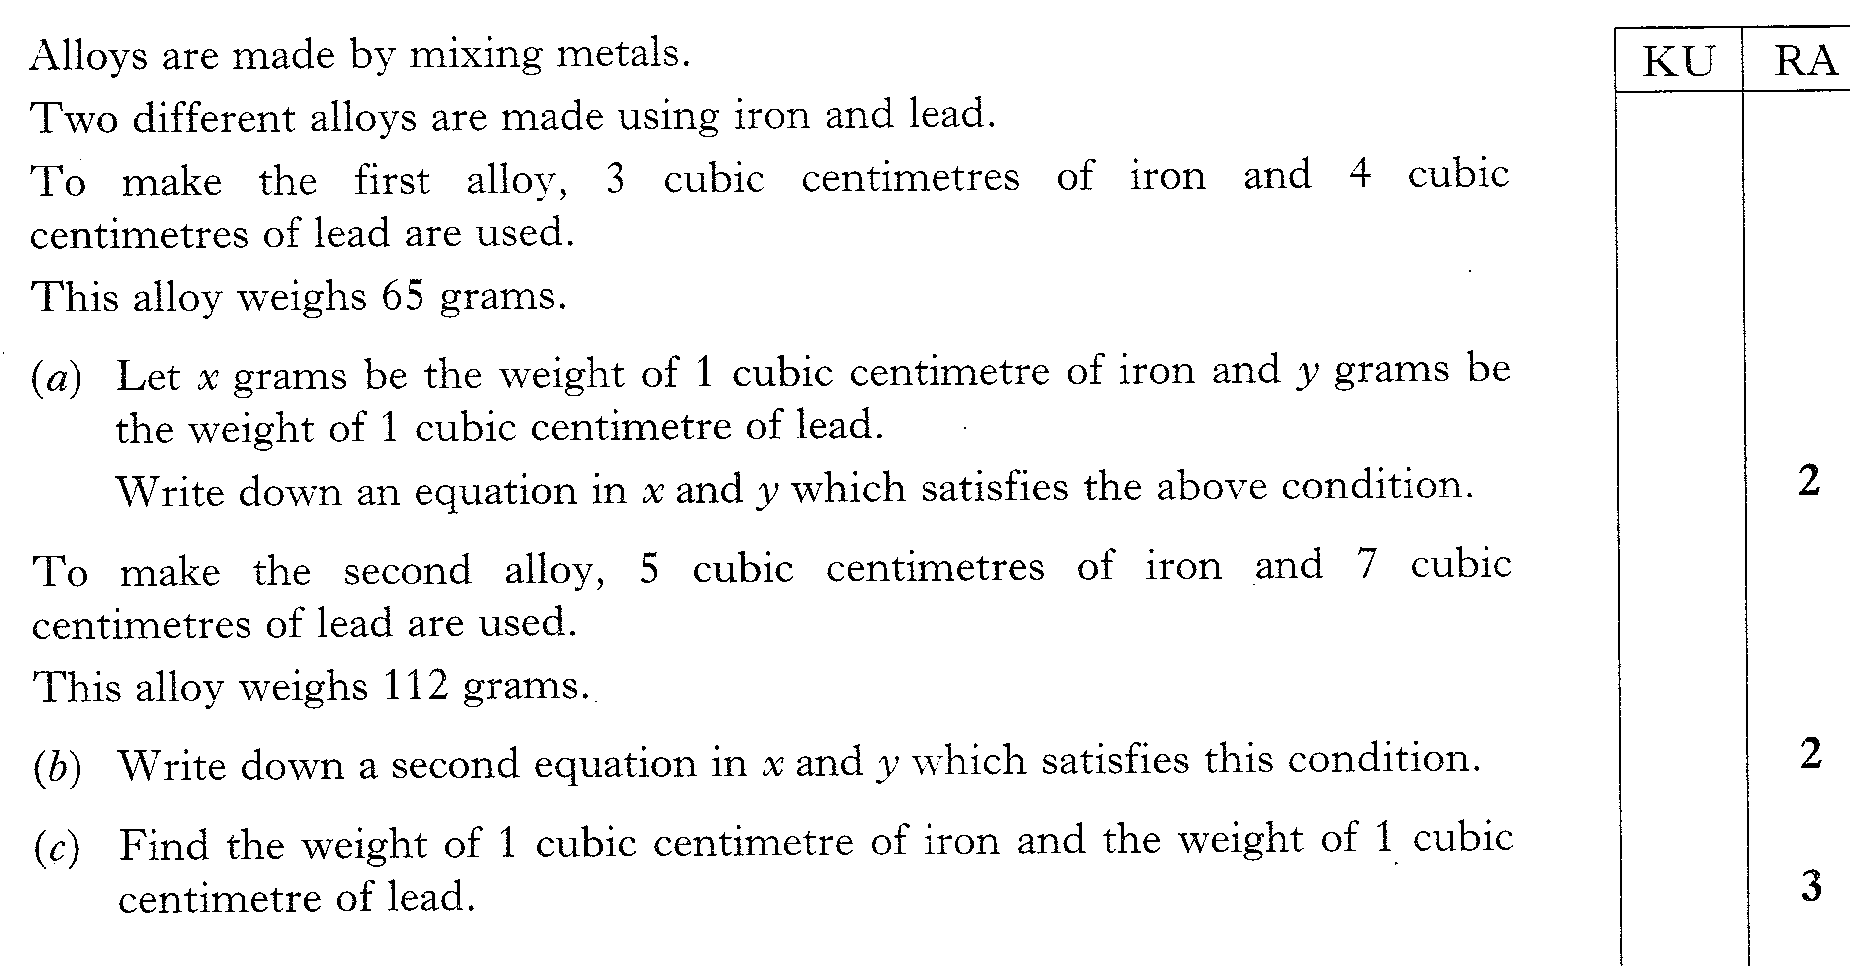 KU RA
Alloys are made by mixing metals.
Two different alloys are made using iron and lead.
To make the first alloy, 3 cubic centimetres of iron and 4 cubic
centimetres of lead are used.
This alloy weighs 65 grams.
(a) Let x grams be the weight of 1 cubic centimetre of iron and y grams be
the weight of 1 cubic centimetre of lead.
Write down an equation in x and y which satisfies the above condition. 2
To make the second alloy, 5 cubic centimetres of iron and 7 cubic
centimetres of lead are used.
This alloy weighs 112 grams.
(b) Write down a second equation in x and y which satisfies this condition. 2
(c) Find the weight of 1 cubic centimetre of iron and the weight of 1 cubic
centimetre of lead. 3